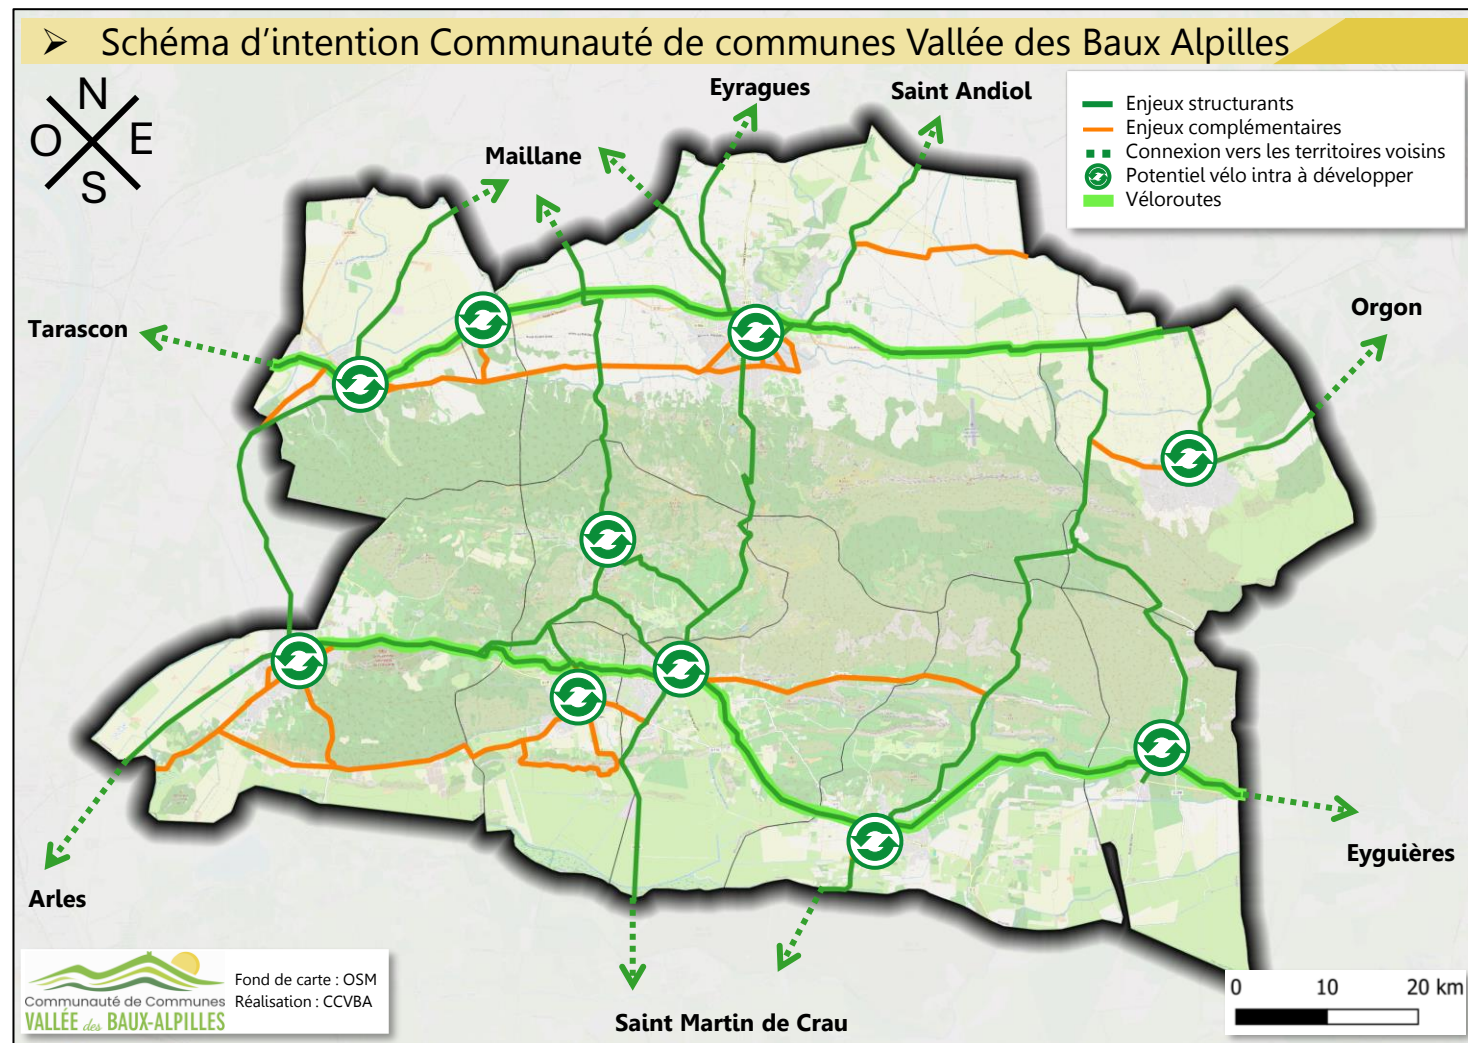 ➢ Schéma d'intention Communauté de communes Vallée des Baux Alpilles
N
O E
S
Eyragues
Saint Andiol
Maillane
Enjeux structurants
Enjeux complémentaires
Connexion vers les territoires voisins
Potentiel vélo intra à développer
Véloroutes
Tarascon
Orgon
Eyguières
Arles
Saint Martin de Crau
Communauté de Communes
VALLÉE des BAUX-ALPILLES
Fond de carte : OSM
Réalisation : CCVBA
0 10 20 km